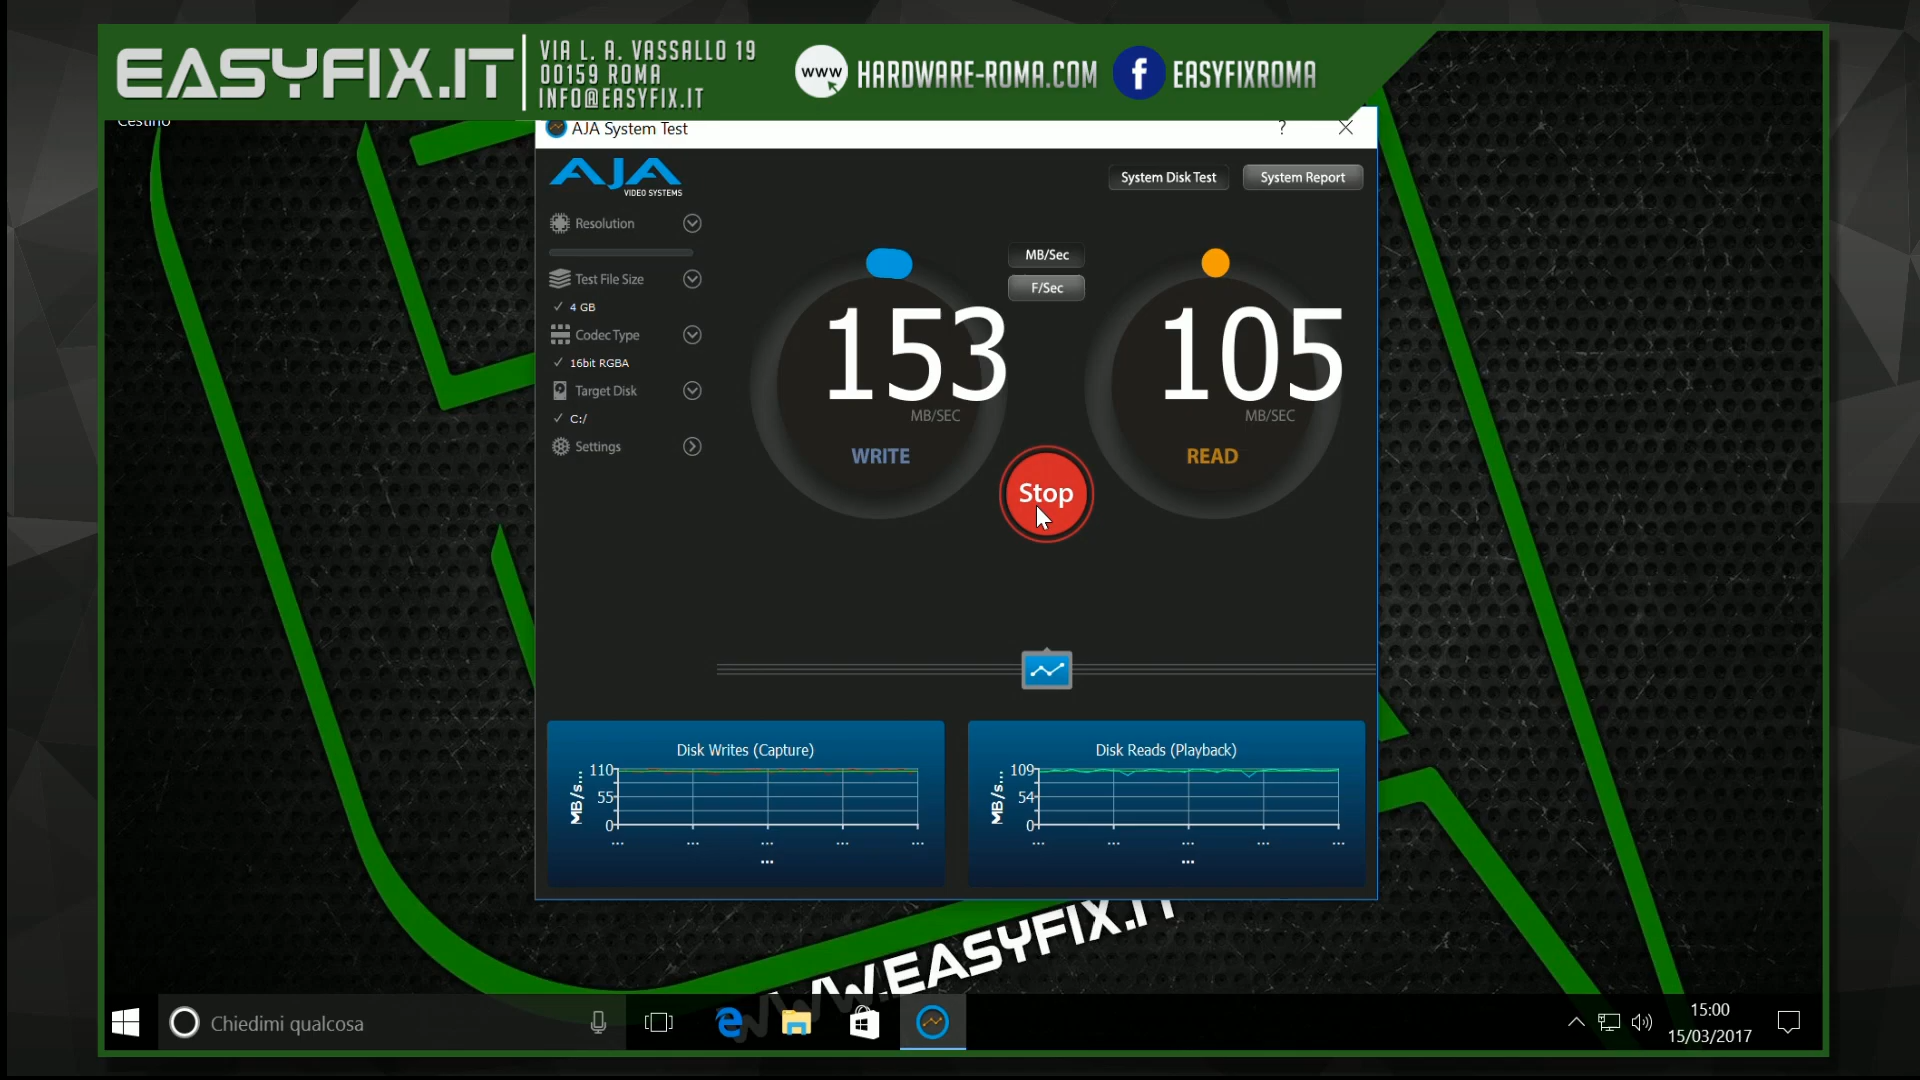 EASYFIX.IT
VIA L. A. VASSALLO 19
00159 ROMA
INFO@EASYFIX.IT
WWW
HARDWARE-ROMA.COM
f
EASYFIXROMA
Cestino
AJA System Test
?
AJA
VIDEO SYSTEMS
System Disk Test
System Report
Resolution
Test File Size
✓ 4 GB
Codec Type
✓ 16bit RGBA
Target Disk
✓ C:/
Settings
MB/Sec
F/Sec
153
MB/SEC
WRITE
105
MB/SEC
READ
Stop
Disk Writes (Capture)
MB/s...
110
55
0
... ... ... ... ...
...
Disk Reads (Playback)
MB/s...
109
54
0
... ... ... ... ...
...
WWW.EASYFIX.IT
Chiedimi qualcosa
15:00
15/03/2017